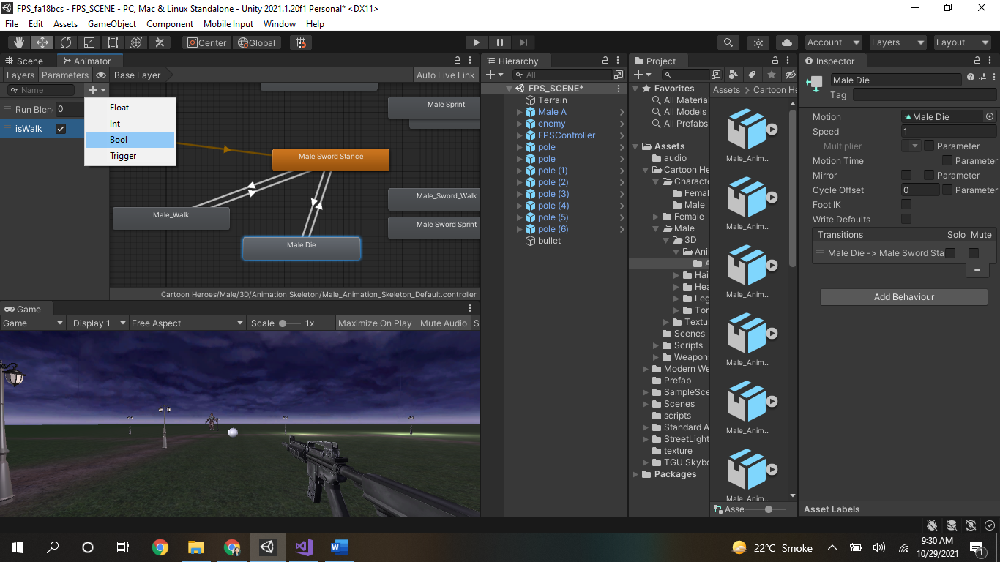 FPS_fa18bcs - FPS_SCENE - PC, Mac & Linux Standalone - Unity 2021.1.20f1 Personal* <DX11>
File Edit Assets GameObject Component Mobile Input Window Help
Center Global Account Layers Layout
Scene Animator
Layers Parameters Base Layer Auto Live Link
Name
Run Blend 0
isWalk
Float
Int
Bool
Trigger
Male Sprint
Male Sword Stance
Male_Sword_Walk
Male_Walk
Male Sword Sprint
Male Die
Cartoon Heroes/Male/3D/Animation Skeleton/Male_Animation_Skeleton_Default.controller
Game
Game Display 1 Free Aspect Scale 1x Maximize On Play Mute Audio S
Hierarchy
All
FPS_SCENE*
Terrain
Male A
enemy
FPSController
pole
pole
pole (1)
pole (2)
pole (3)
pole (4)
pole (5)
pole (6)
bullet
Project
Favorites
All Materia
All Models
All Prefabs
Assets
audio
Cartoon He
Characte
Femal
Male
Female
Male
3D
Ani
A
Hai
Hea
Leg
Tor
Textu
Scenes
Scripts
Weapon
Modern We
Prefab
SampleSce
Scenes
scripts
Standard A
StreetLight
texture
TGU Skybo
Packages
Assets > Cartoon He
Male_Anim...
Male_Anim...
Male_Anim...
Male_Anim...
Male_Anim...
Male_Anim...
Asse
Inspector
Male Die
Tag
Motion Male Die
Speed 1
Multiplier Parameter
Motion Time Parameter
Mirror Parameter
Cycle Offset 0 Parameter
Foot IK
Write Defaults
Transitions Solo Mute
Male Die -> Male Sword Sta
Add Behaviour
Asset Labels
22°C Smoke
9:30 AM
10/29/2021
1